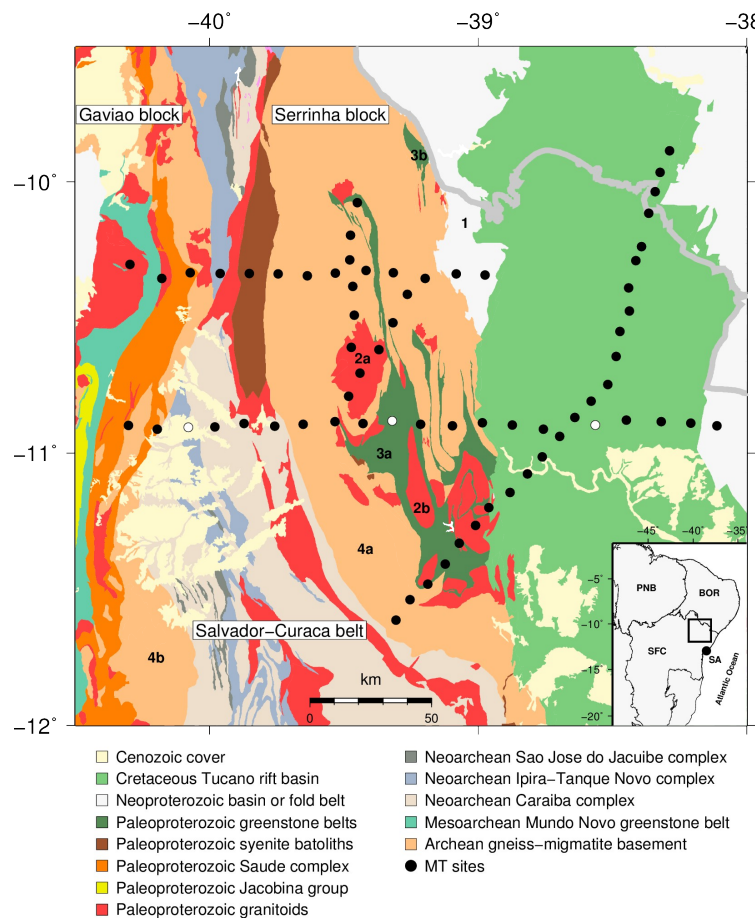 −40° −39° −38
Gaviao block
Serrinha block
3b
−10°
1
2a
−11°
3a
2b
4a
4b
Salvador−Curaca belt
km
0 50
−12°
−45° −40° −35°
−5°
−10°
−15°
−20°
PNB
BOR
SFC
SA
Atlantic Ocean
Cenozoic cover
Cretaceous Tucano rift basin
Neoproterozoic basin or fold belt
Paleoproterozoic greenstone belts
Paleoproterozoic syenite batoliths
Paleoproterozoic Saude complex
Paleoproterozoic Jacobina group
Paleoproterozoic granitoids
Neoarchean Sao Jose do Jacuibe complex
Neoarchean Ipira−Tanque Novo complex
Neoarchean Caraiba complex
Mesoarchean Mundo Novo greenstone belt
Archean gneiss−migmatite basement
MT sites